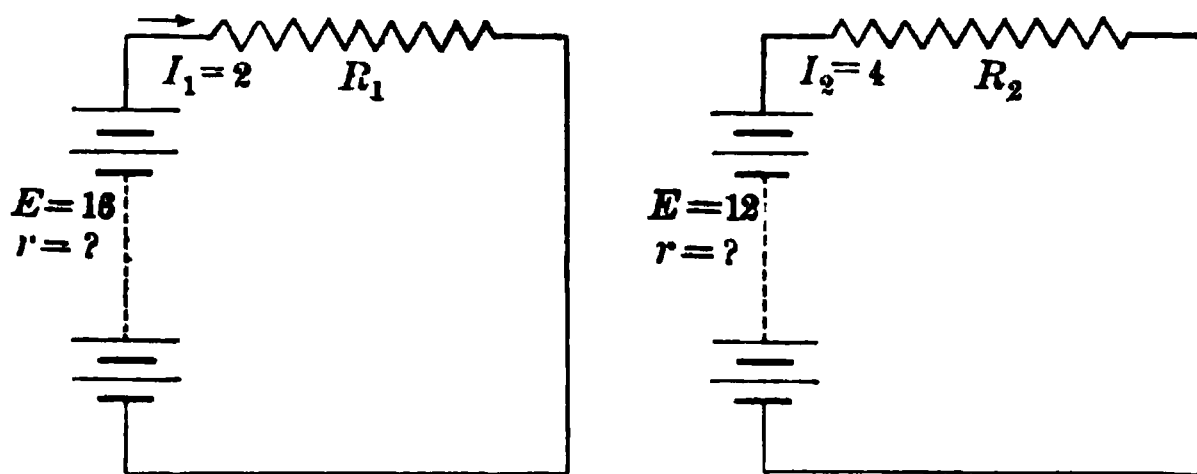 I₁=2 R₁
E=16
r=?
I₂=4 R₂
E=12
r=?